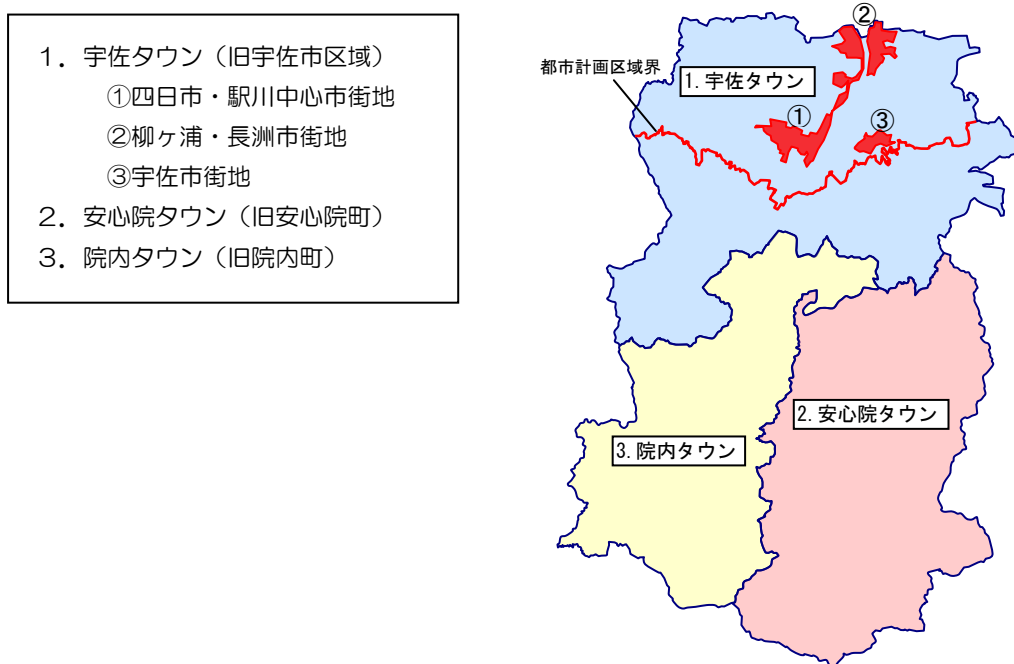 1．宇佐タウン（旧宇佐市区域）
①四日市・駅川中心市街地
②柳ヶ浦・長洲市街地
③宇佐市街地
2．安心院タウン（旧安心院町）
3．院内タウン（旧院内町）
②
都市計画区域界
1.宇佐タウン
①
③
2.安心院タウン
3.院内タウン